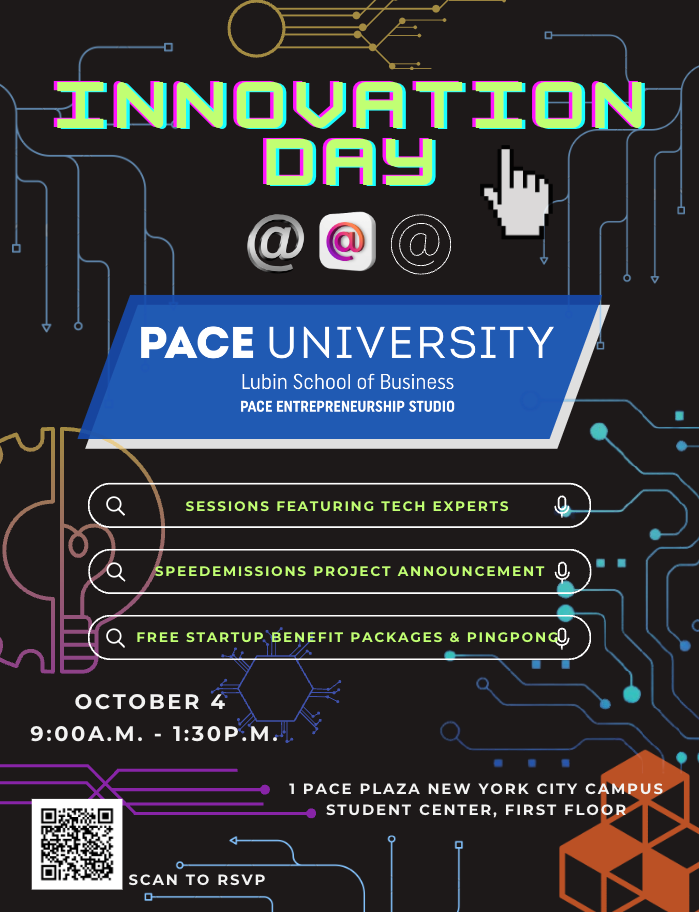 INNOVATION
DAY
@ @ @
PACE UNIVERSITY
Lubin School of Business
PACE ENTREPRENEURSHIP STUDIO
SESSIONS FEATURING TECH EXPERTS
SPEEDEMISSIONS PROJECT ANNOUNCEMENT
FREE STARTUP BENEFIT PACKAGES & PINGPONG
OCTOBER 4
9:00A.M. - 1:30P.M.
1 PACE PLAZA NEW YORK CITY CAMPUS
STUDENT CENTER, FIRST FLOOR
SCAN TO RSVP